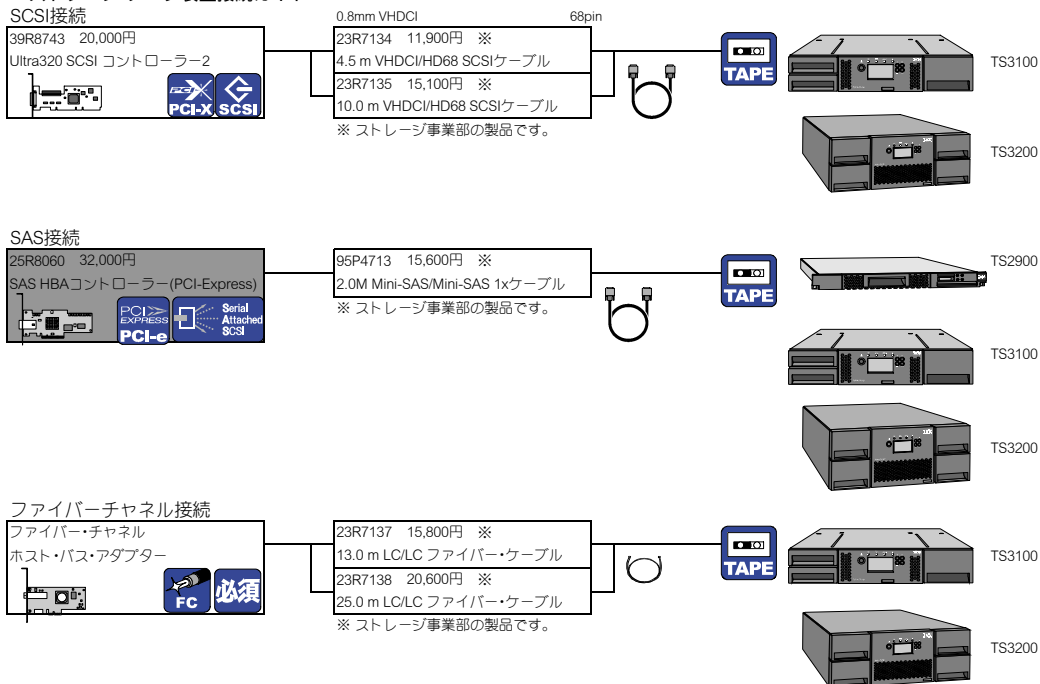 SCSI接続
0.8mm VHDCI 68pin
39R8743 20,000円
Ultra320 SCSI コントローラー2
PCI-X
SCSI
23R7134 11,900円 ※
4.5 m VHDCI/HD68 SCSIケーブル
23R7135 15,100円 ※
10.0 m VHDCI/HD68 SCSIケーブル
※ ストレージ事業部の製品です。
TAPE
TS3100
TS3200
SAS接続
25R8060 32,000円
SAS HBAコントローラー(PCI-Express)
PCI
EXPRESS
PCI-e
Serial
Attached
SCSI
95P4713 15,600円 ※
2.0M Mini-SAS/Mini-SAS 1xケーブル
※ ストレージ事業部の製品です。
TAPE
TS2900
TS3100
TS3200
ファイバーチャネル接続
ファイバー・チャネル
ホスト・バス・アダプター
FC
必須
23R7137 15,800円 ※
13.0 m LC/LC ファイバー・ケーブル
23R7138 20,600円 ※
25.0 m LC/LC ファイバー・ケーブル
※ ストレージ事業部の製品です。
TAPE
TS3100
TS3200